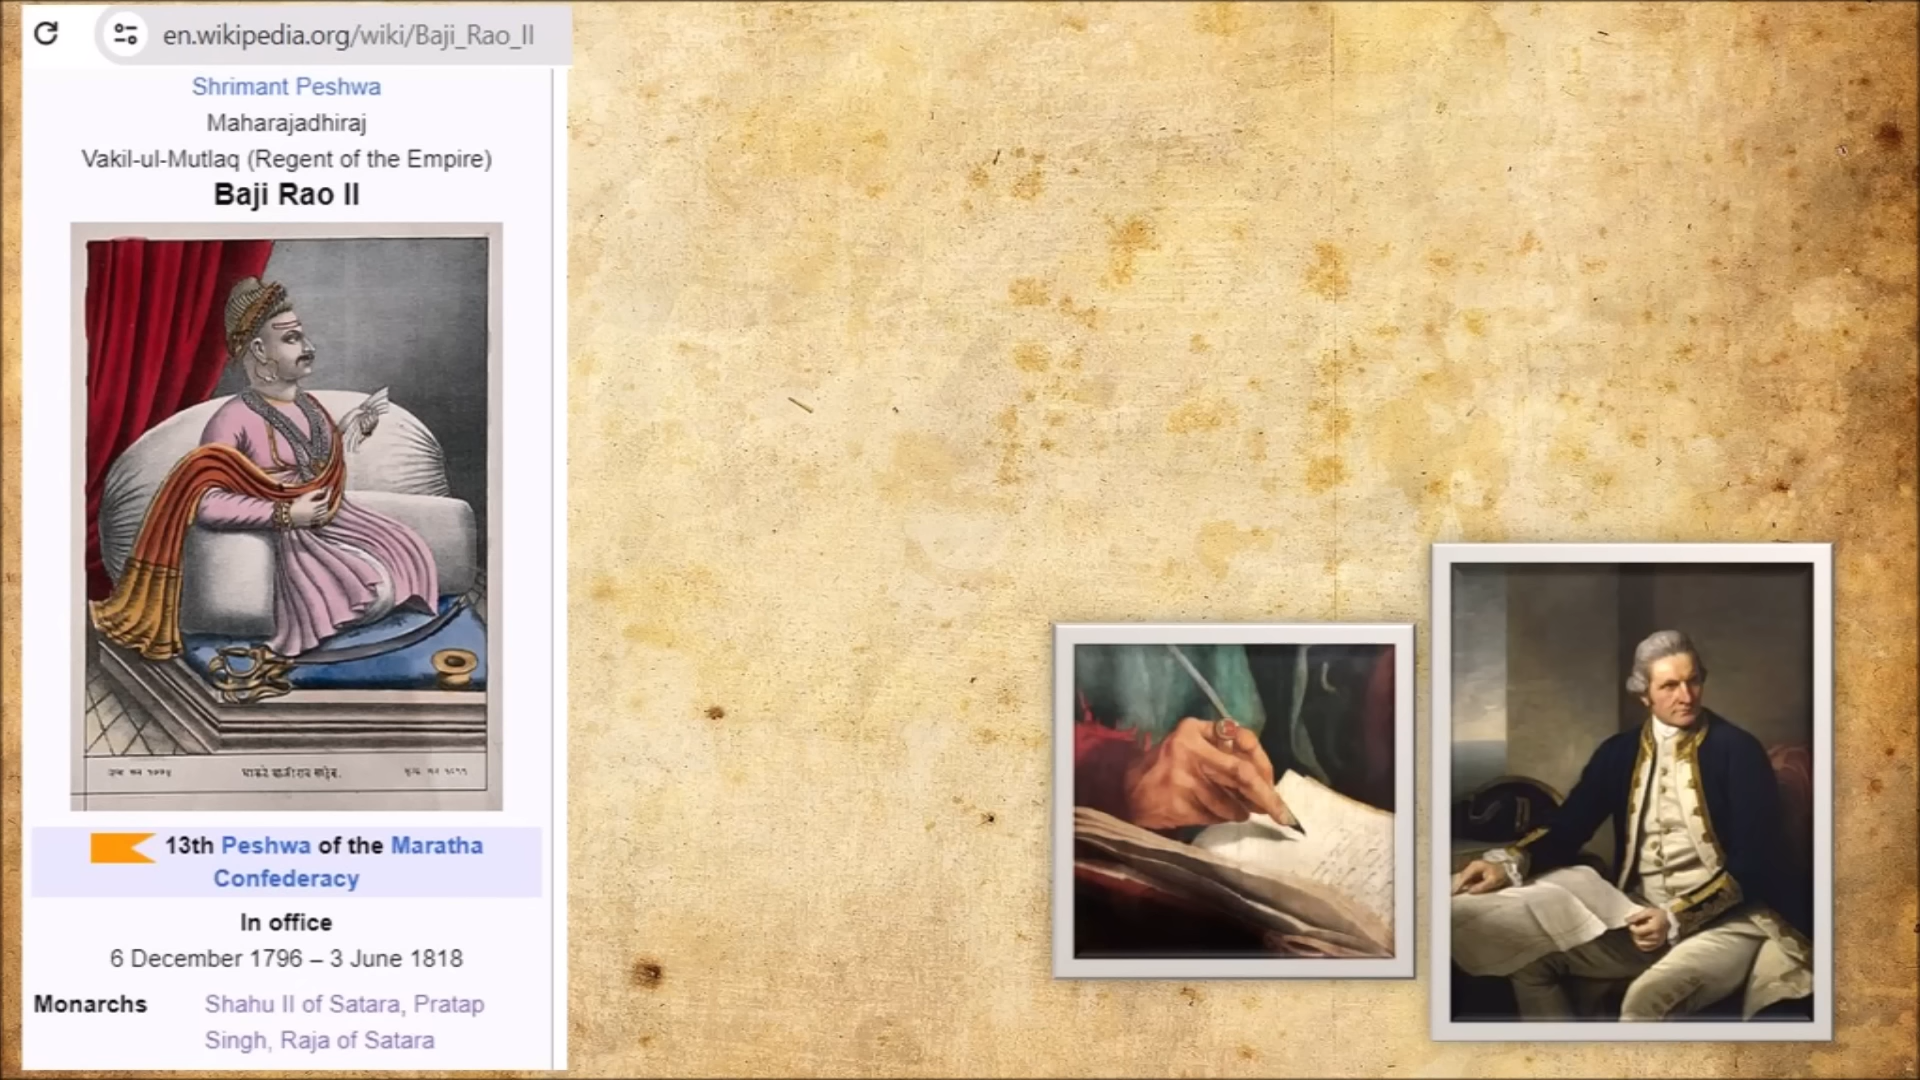 en.wikipedia.org/wiki/Baji_Rao_II
Shrimant Peshwa
Maharajadhiraj
Vakil-ul-Mutlaq (Regent of the Empire)
Baji Rao II
13th Peshwa of the Maratha
Confederacy
In office
6 December 1796 – 3 June 1818
Monarchs Shahu II of Satara, Pratap
Singh, Raja of Satara